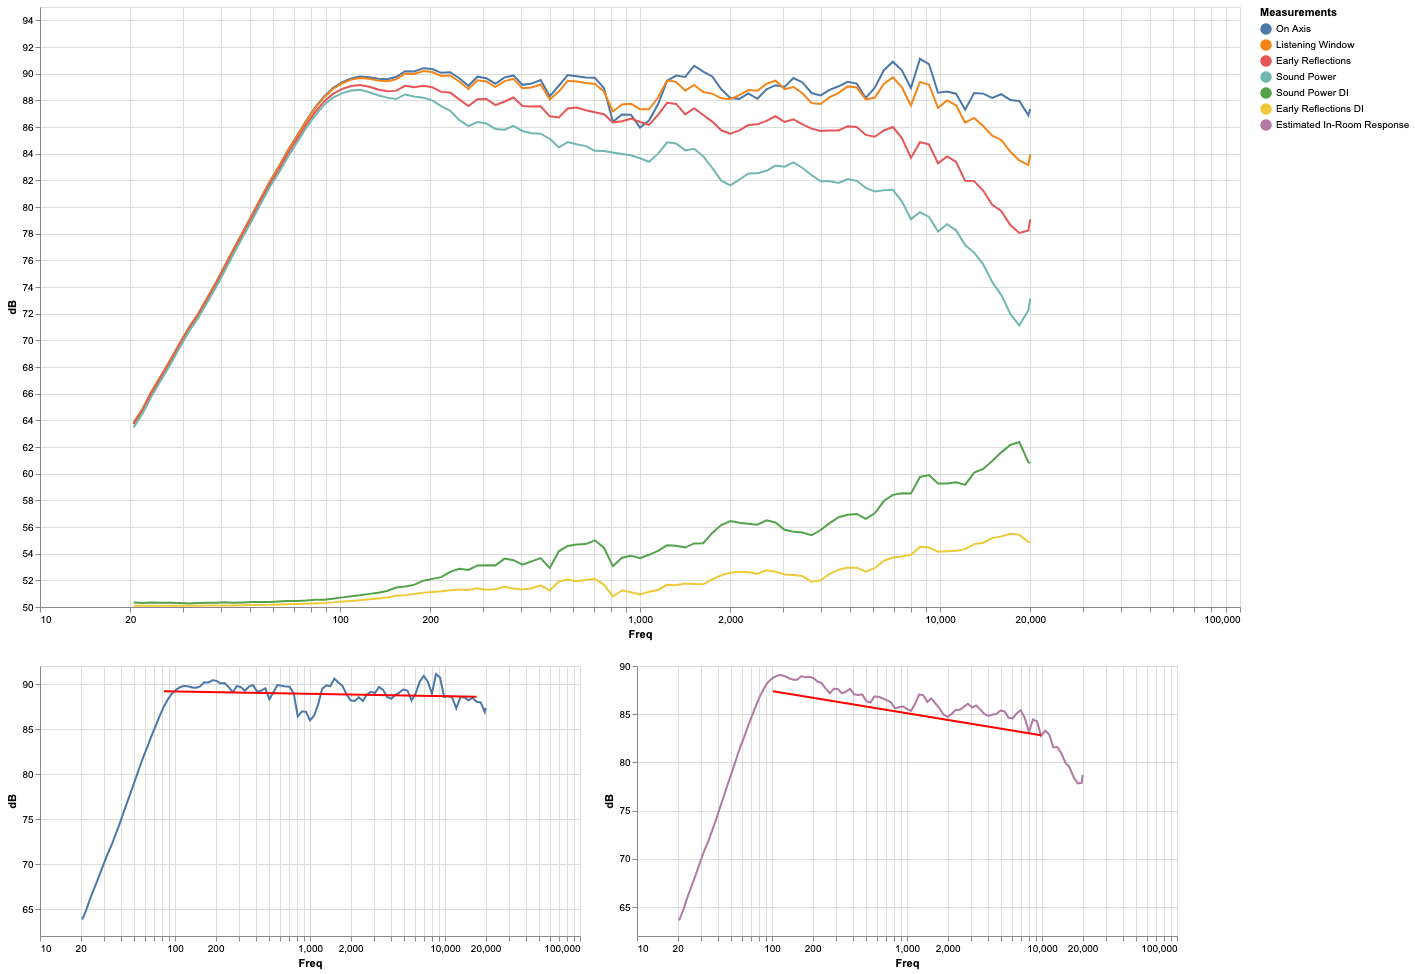 Measurements
On Axis
Listening Window
Early Reflections
Sound Power
Sound Power DI
Early Reflections DI
Estimated In-Room Response
94
92
90
88
86
84
82
80
78
76
74
72
70
68
66
64
62
60
58
56
54
52
50
dB
10 20 100 200 1,000 2,000 10,000 20,000 100,000
Freq
90
85
80
75
70
65
dB
10 20 100 200 1,000 2,000 10,000 20,000 100,000
Freq
90
85
80
75
70
65
dB
10 20 100 200 1,000 2,000 10,000 20,000 100,000
Freq